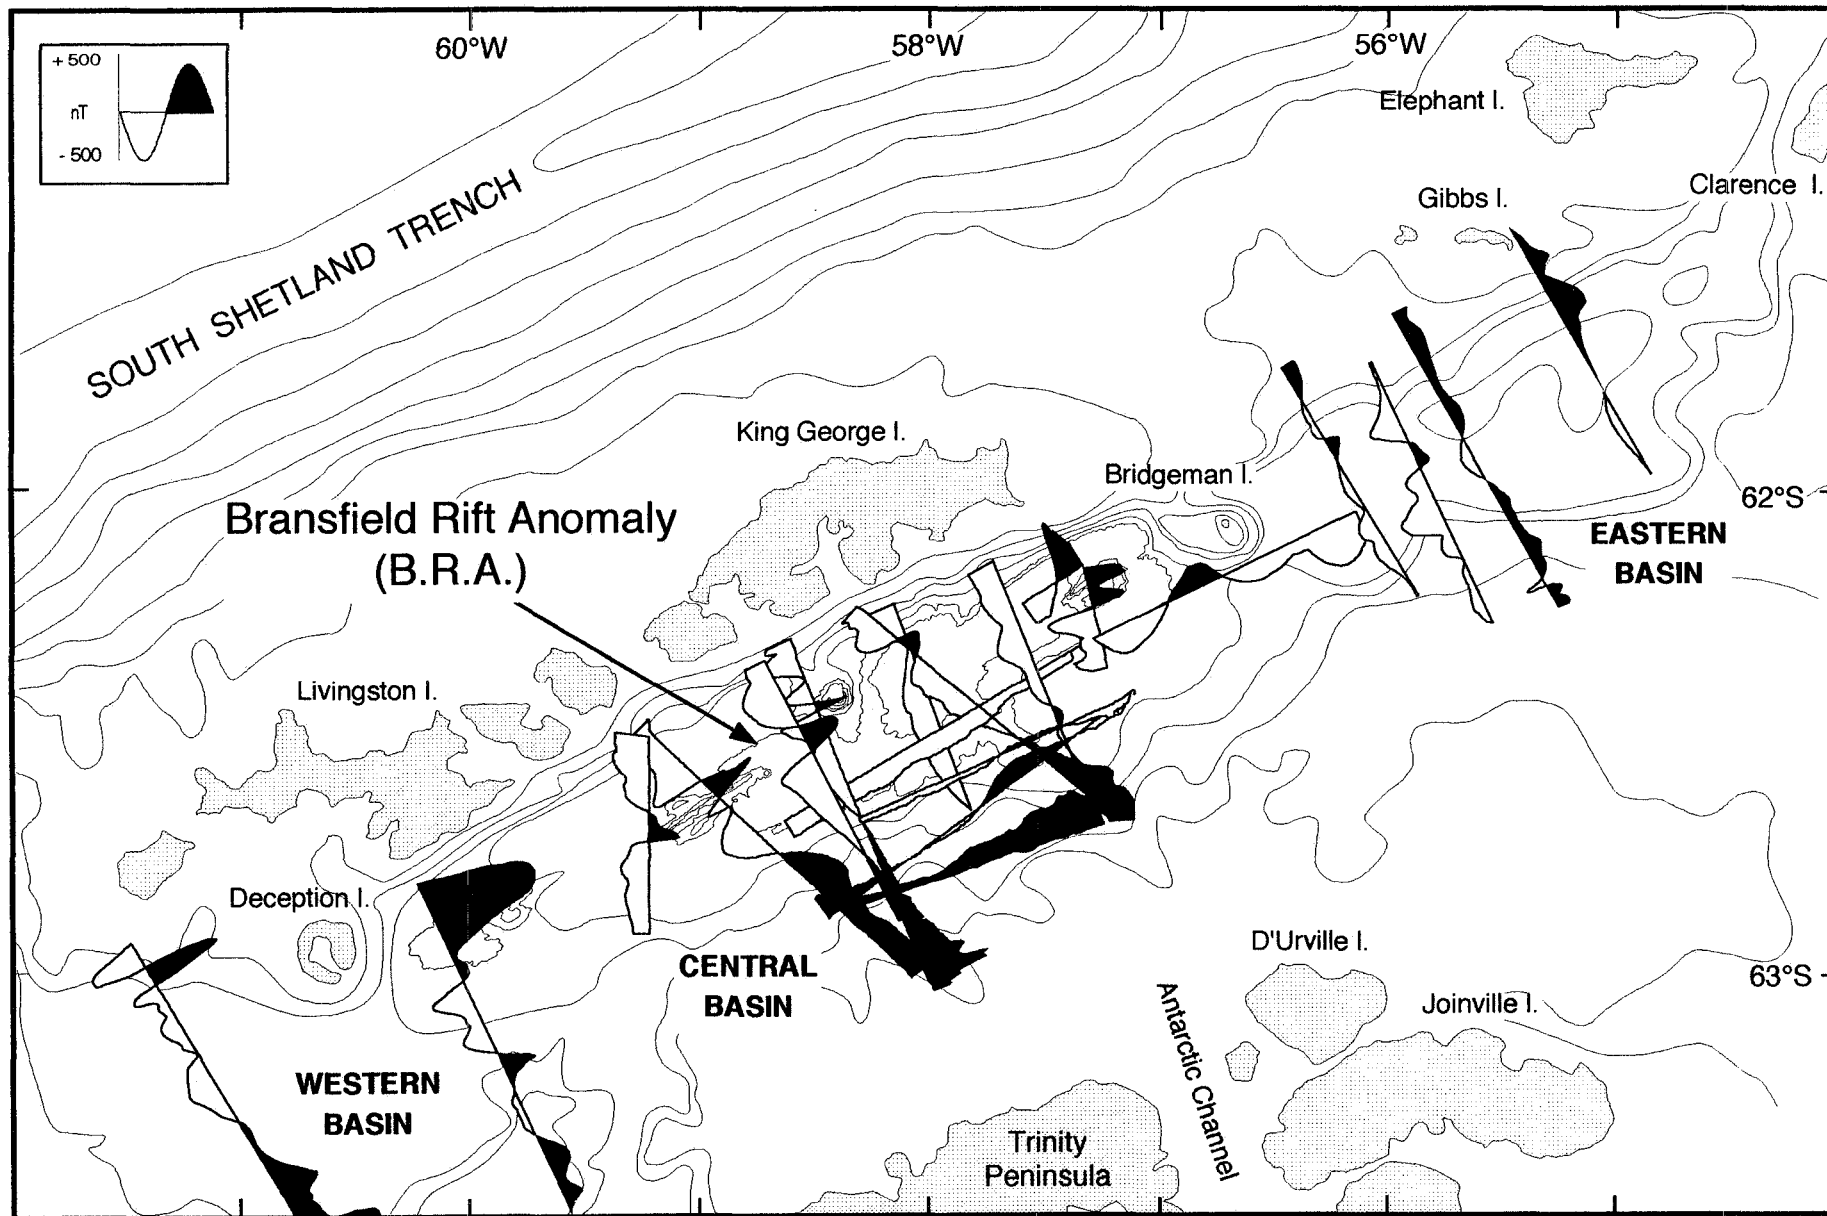 60°W
58°W
56°W
+ 500
nT
- 500
Elephant I.
Clarence I.
Gibbs I.
SOUTH SHETLAND TRENCH
King George I.
Bridgeman I.
62°S
Bransfield Rift Anomaly
(B.R.A.)
EASTERN
BASIN
Livingston I.
Deception I.
CENTRAL
BASIN
D'Urville I.
63°S
Joinville I.
Antarctic Channel
WESTERN
BASIN
Trinity
Peninsula